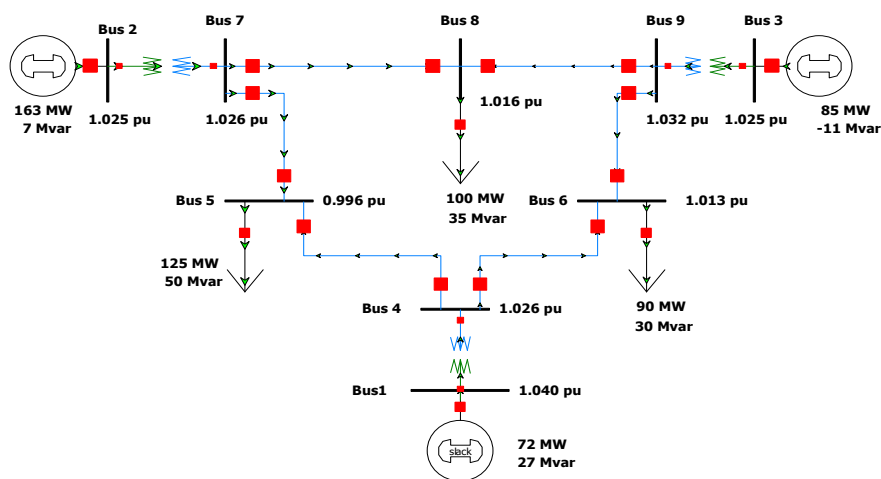 Bus 2
Bus 7
Bus 8
Bus 9
Bus 3
163 MW
7 Mvar
1.025 pu
1.026 pu
1.016 pu
1.032 pu
1.025 pu
85 MW
-11 Mvar
100 MW
35 Mvar
Bus 5
0.996 pu
Bus 6
1.013 pu
125 MW
50 Mvar
90 MW
30 Mvar
Bus 4
1.026 pu
Bus1
1.040 pu
slack
72 MW
27 Mvar